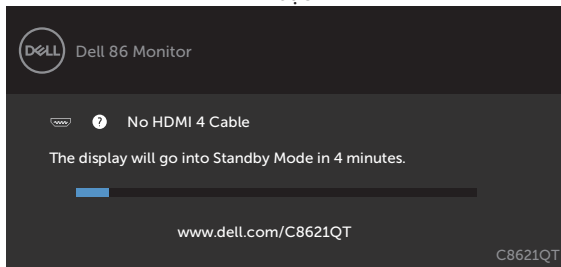 DELL
Dell 86 Monitor
? No HDMI 4 Cable
The display will go into Standby Mode in 4 minutes.
www.dell.com/C8621QT
C8621QT